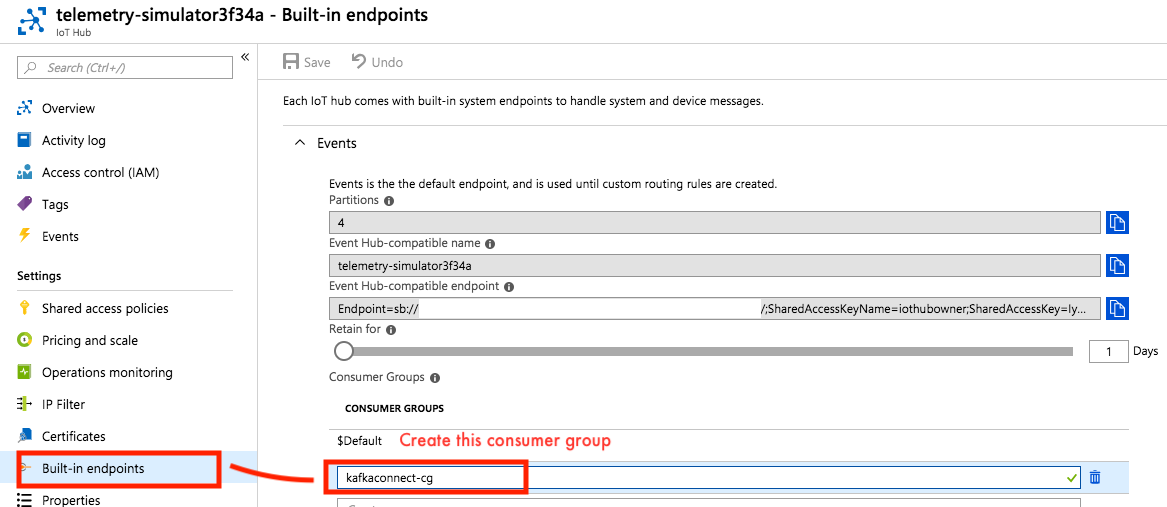 telemetry-simulator3f34a - Built-in endpoints
IoT Hub
Search (Ctrl+/)
«
Overview
Activity log
Access control (IAM)
Tags
Events
Settings
Shared access policies
Pricing and scale
Operations monitoring
IP Filter
Certificates
Built-in endpoints
Properties
Save
Undo
Each IoT hub comes with built-in system endpoints to handle system and device messages.
Events
Events is the the default endpoint, and is used until custom routing rules are created.
Partitions
4
Event Hub-compatible name
telemetry-simulator3f34a
Event Hub-compatible endpoint
Endpoint=sb:// /;SharedAccessKeyName=iothubowner;SharedAccessKey=ly...
Retain for
1 Days
Consumer Groups
CONSUMER GROUPS
$Default Create this consumer group
kafkaconnect-cg